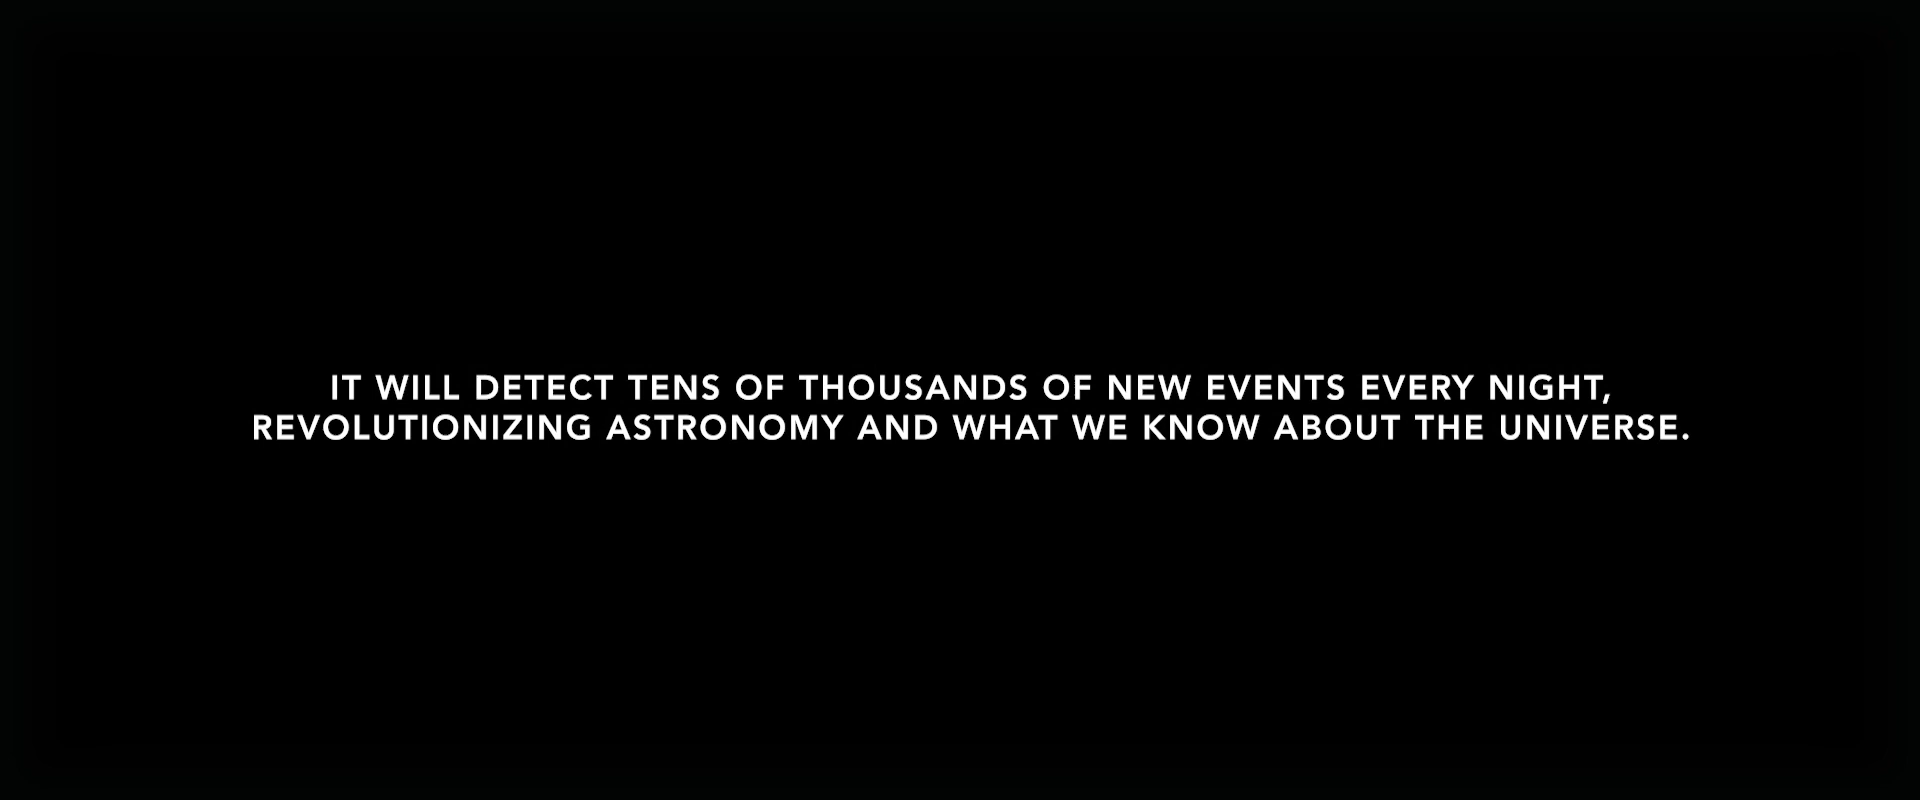 IT WILL DETECT TENS OF THOUSANDS OF NEW EVENTS EVERY NIGHT,
REVOLUTIONIZING ASTRONOMY AND WHAT WE KNOW ABOUT THE UNIVERSE.